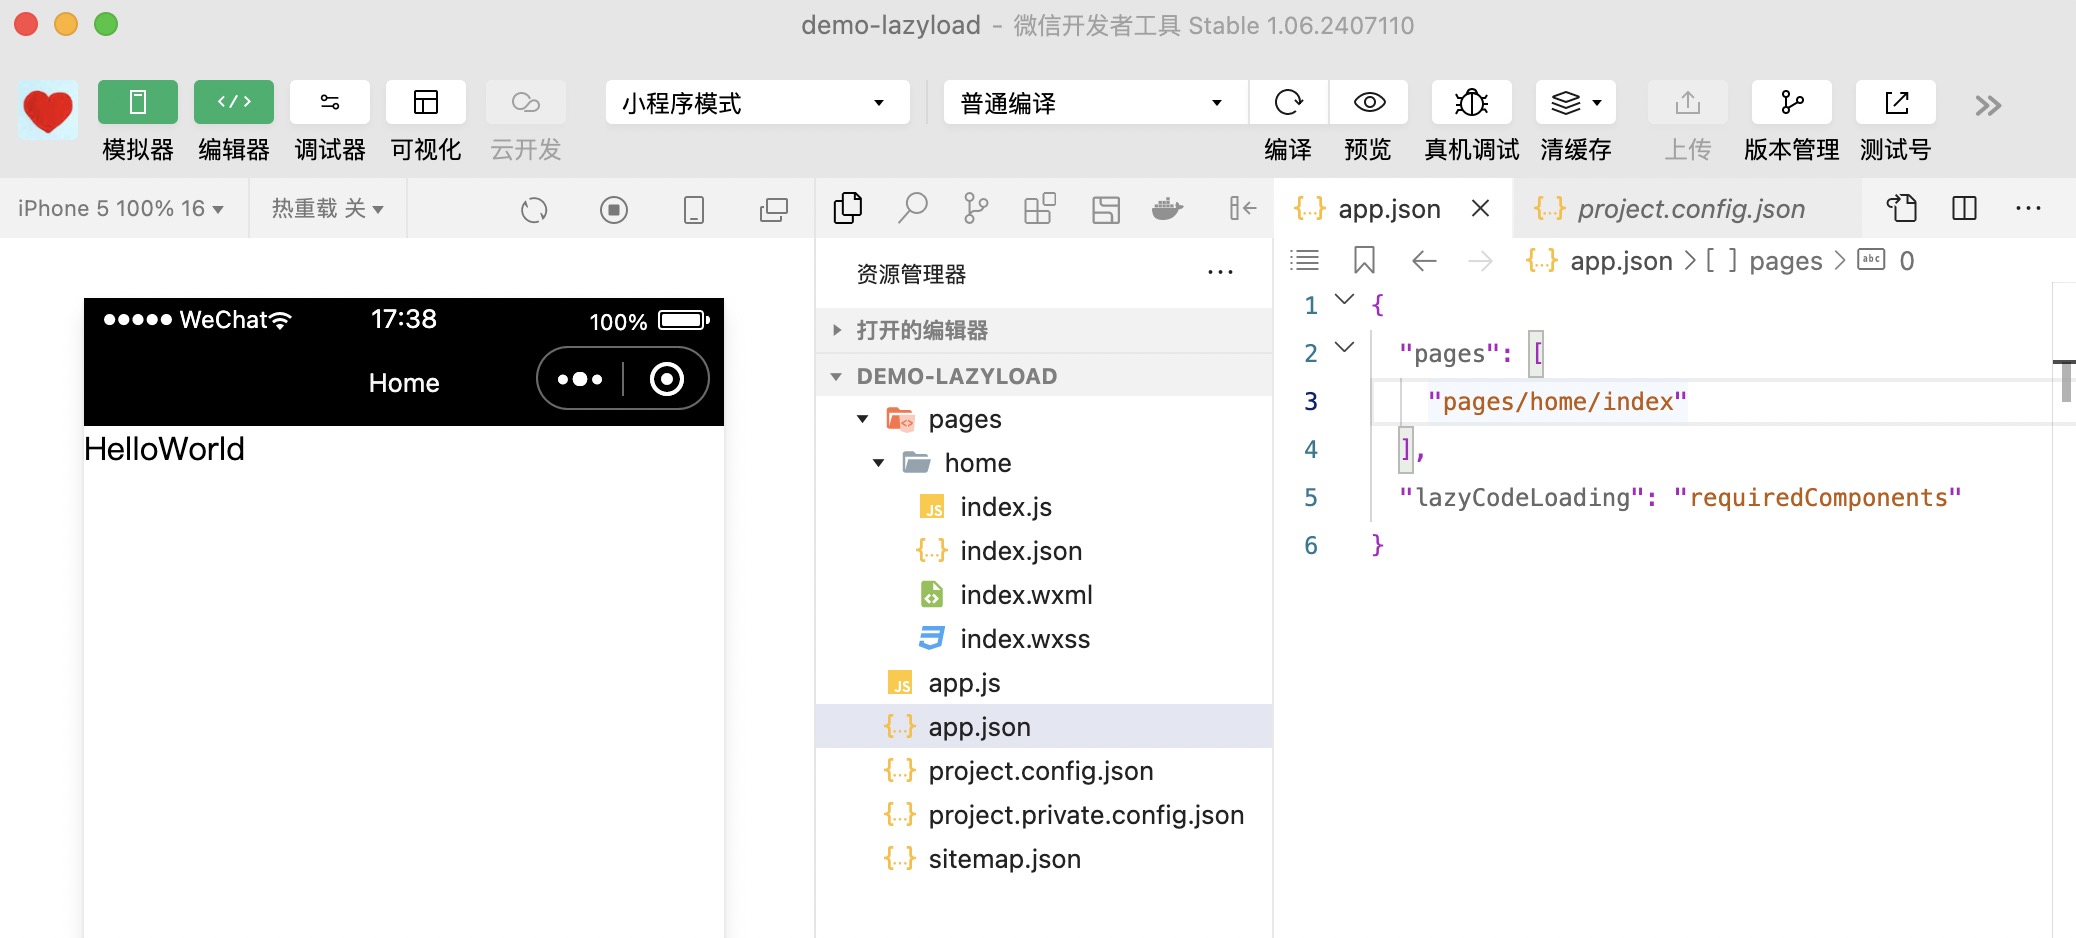 demo-lazyload - 微信开发者工具 Stable 1.06.2407110
小程序模式
普通编译
模拟器 编辑器 调试器 可视化 云开发 编译 预览 真机调试 清缓存 上传 版本管理 测试号
iPhone 5 100% 16
热重载 关
WeChat 17:38 100%
Home
HelloWorld
资源管理器
打开的编辑器
DEMO-LAZYLOAD
pages
home
JS index.js
{..} index.json
<> index.wxml
index.wxss
JS app.js
{..} app.json
{..} project.config.json
{..} project.private.config.json
{..} sitemap.json
{..} app.json
{..} project.config.json
{..} app.json > [ ] pages > abc 0
1 {
2 "pages": [
3 "pages/home/index"
4 ],
5 "lazyCodeLoading": "requiredComponents"
6 }